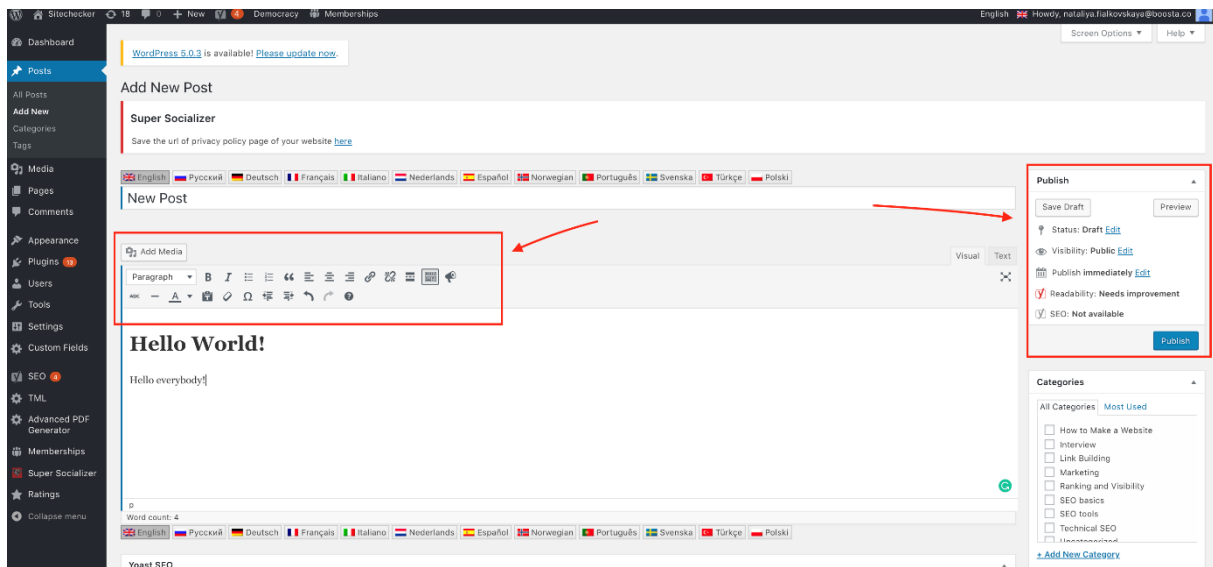 Sitechecker 18 0 + New 4 Democracy Memberships English Howdy, nataliya.fialkovskaya@boosta.co
Screen Options ▼ Help ▼
Dashboard
Posts
All Posts
Add New
Categories
Tags
Media
Pages
Comments
Appearance
Plugins 13
Users
Tools
Settings
Custom Fields
SEO 4
TML
Advanced PDF
Generator
Memberships
Super Socializer
Ratings
Collapse menu
WordPress 5.0.3 is available! Please update now.
Add New Post
Super Socializer
Save the url of privacy policy page of your website here
English Русский Deutsch Français Italiano Nederlands Español Norwegian Português Svenska Türkçe Polski
New Post
Add Media
Visual Text
Paragraph ▼ B I
ABC — A ▼ Ω
Hello World!
Hello everybody!
p
Word count: 4
English Русский Deutsch Français Italiano Nederlands Español Norwegian Português Svenska Türkçe Polski
Yoast SEO
Publish
Save Draft Preview
Status: Draft Edit
Visibility: Public Edit
Publish immediately Edit
Readability: Needs improvement
SEO: Not available
Publish
Categories
All Categories Most Used
How to Make a Website
Interview
Link Building
Marketing
Ranking and Visibility
SEO basics
SEO tools
Technical SEO
Uncategorized
+ Add New Category